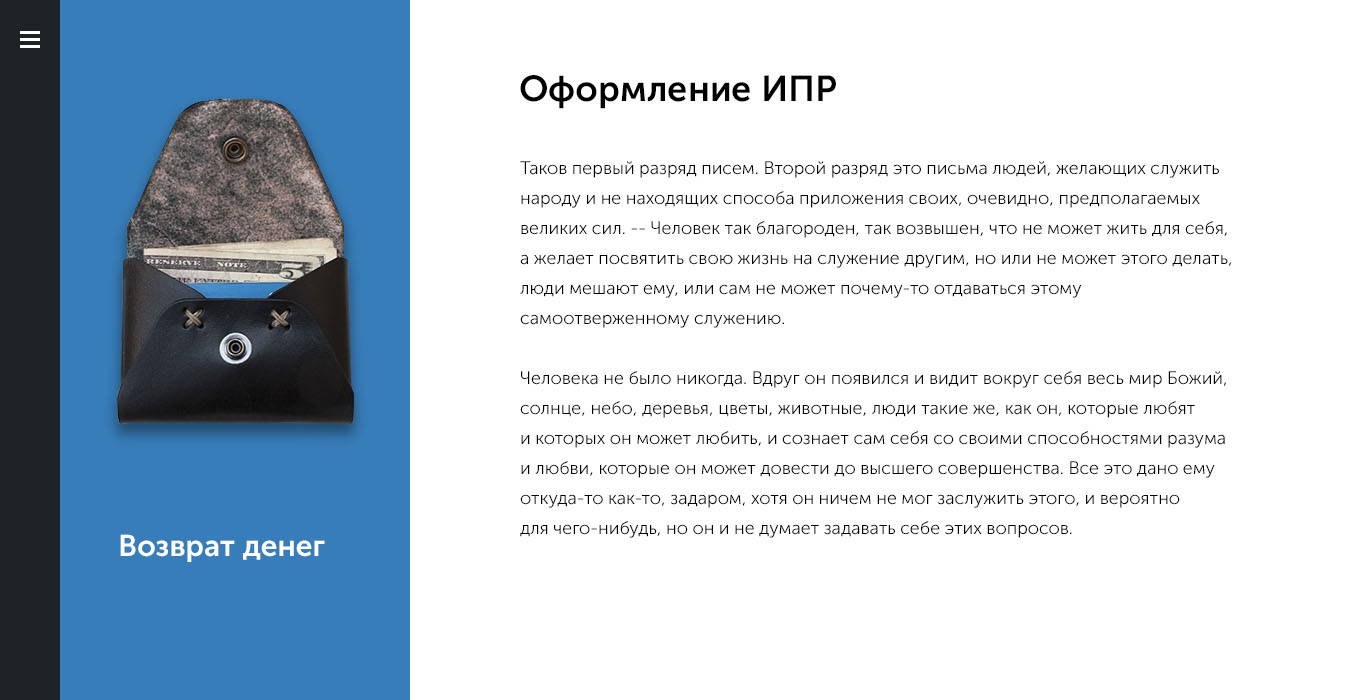 RESERVE NOTE
5
Возврат денег
Оформление ИПР
Таков первый разряд писем. Второй разряд это письма людей, желающих служить
народу и не находящих способа приложения своих, очевидно, предполагаемых
великих сил. -- Человек так благороден, так возвышен, что не может жить для себя,
а желает посвятить свою жизнь на служение другим, но или не может этого делать,
люди мешают ему, или сам не может почему-то отдаваться этому
самоотверженному служению.
Человека не было никогда. Вдруг он появился и видит вокруг себя весь мир Божий,
солнце, небо, деревья, цветы, животные, люди такие же, как он, которые любят
и которых он может любить, и сознает сам себя со своими способностями разума
и любви, которые он может довести до высшего совершенства. Все это дано ему
откуда-то как-то, задаром, хотя он ничем не мог заслужить этого, и вероятно
для чего-нибудь, но он и не думает задавать себе этих вопросов.